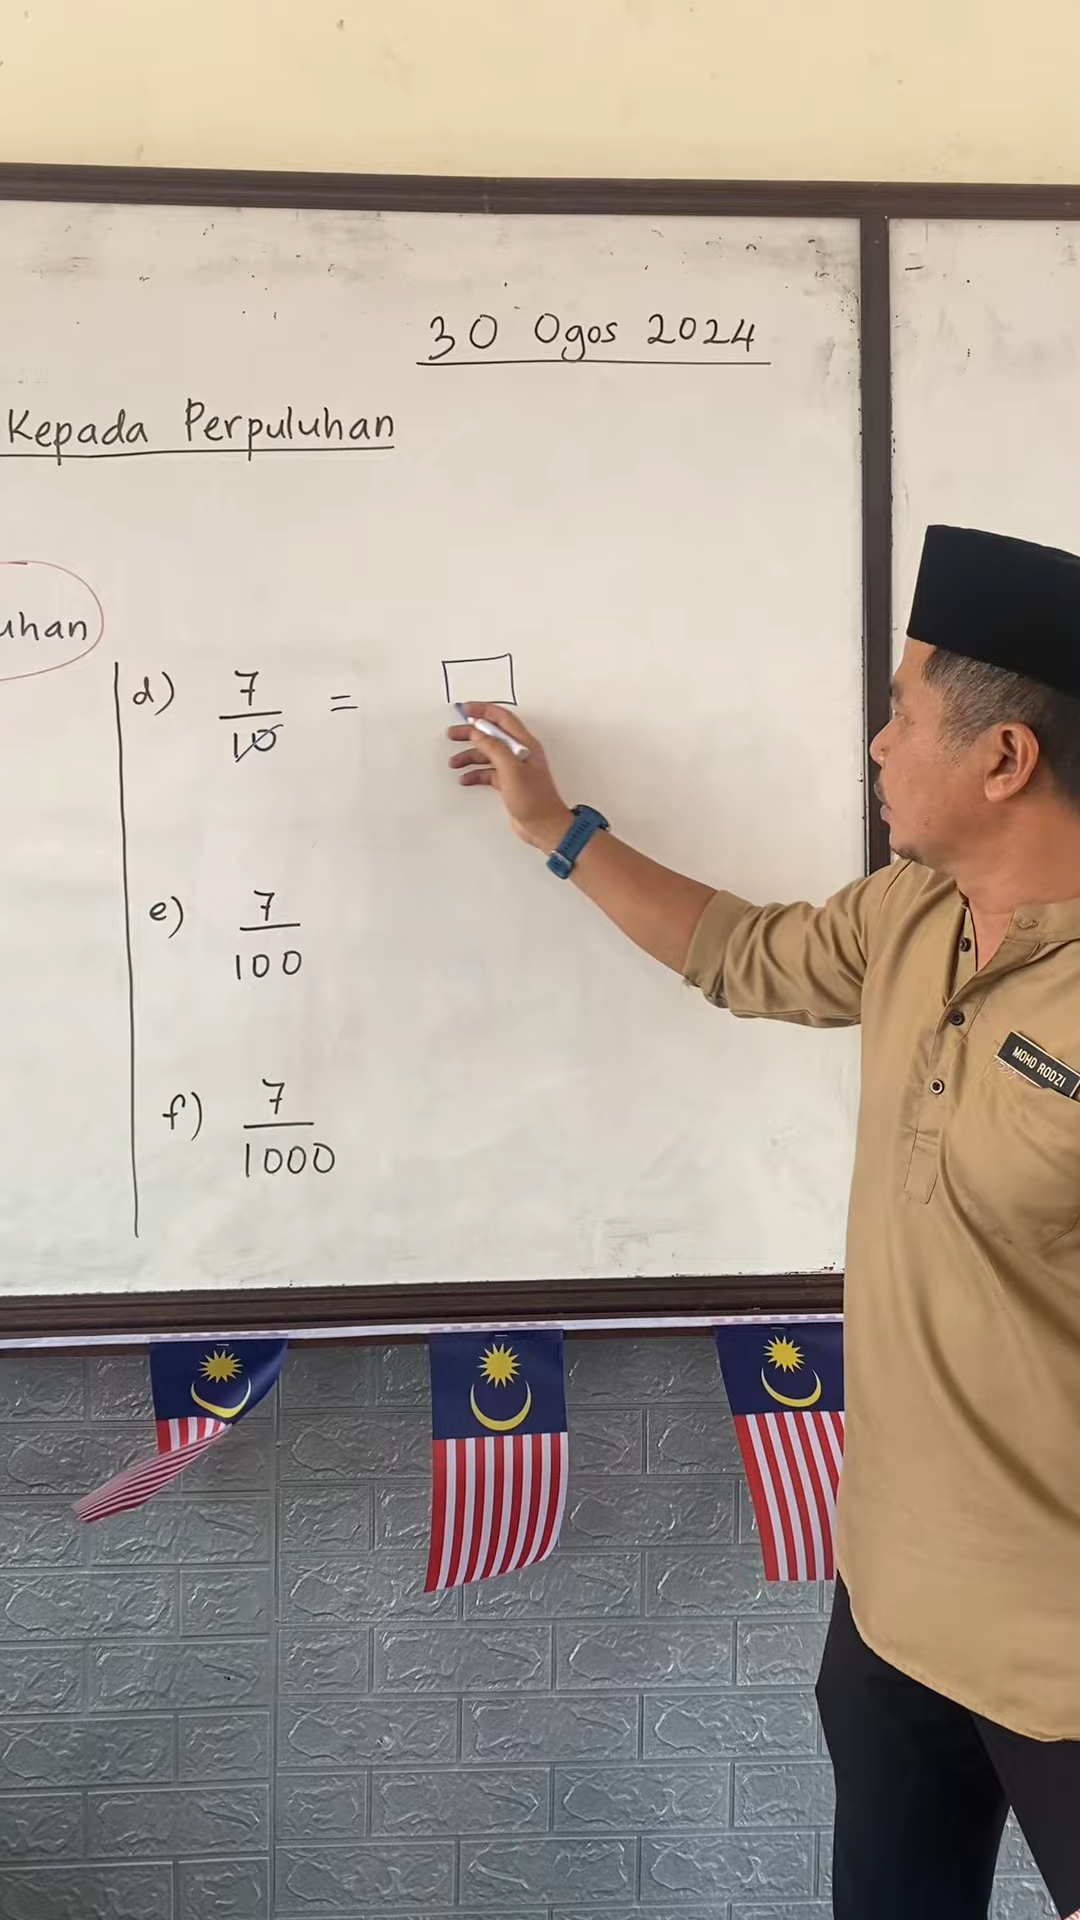 30 Ogos 2024
Kepada Perpuluhan
uhan
d) 7/10 =
e) 7/100
f) 7/1000
MOHD RODZI